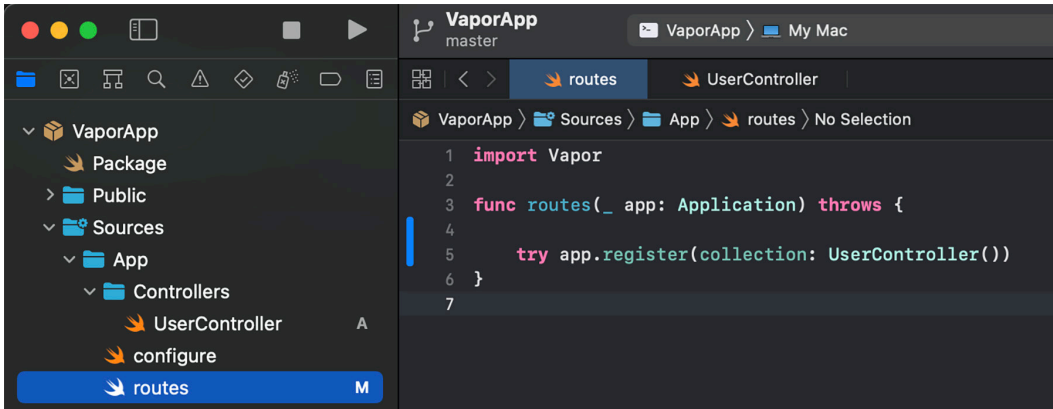 VaporApp
master
VaporApp 〉 My Mac
routes
UserController
VaporApp 〉 Sources 〉 App 〉 routes 〉 No Selection
VaporApp
Package
Public
Sources
App
Controllers
UserController A
configure
routes M
1 import Vapor
2
3 func routes(_ app: Application) throws {
4
5     try app.register(collection: UserController())
6 }
7